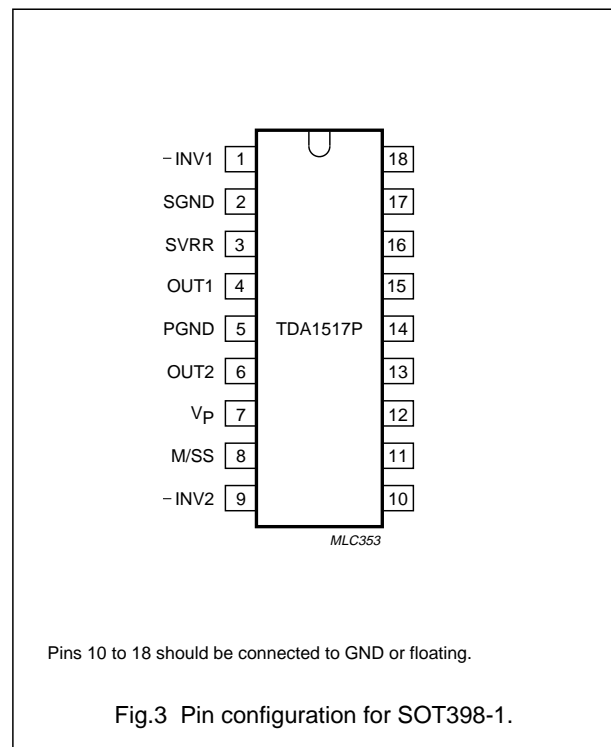 −INV1 1 18
SGND 2 17
SVRR 3 16
OUT1 4 15
PGND 5 TDA1517P 14
OUT2 6 13
VP 7 12
M/SS 8 11
−INV2 9 10
MLC353
Pins 10 to 18 should be connected to GND or floating.
Fig.3 Pin configuration for SOT398-1.